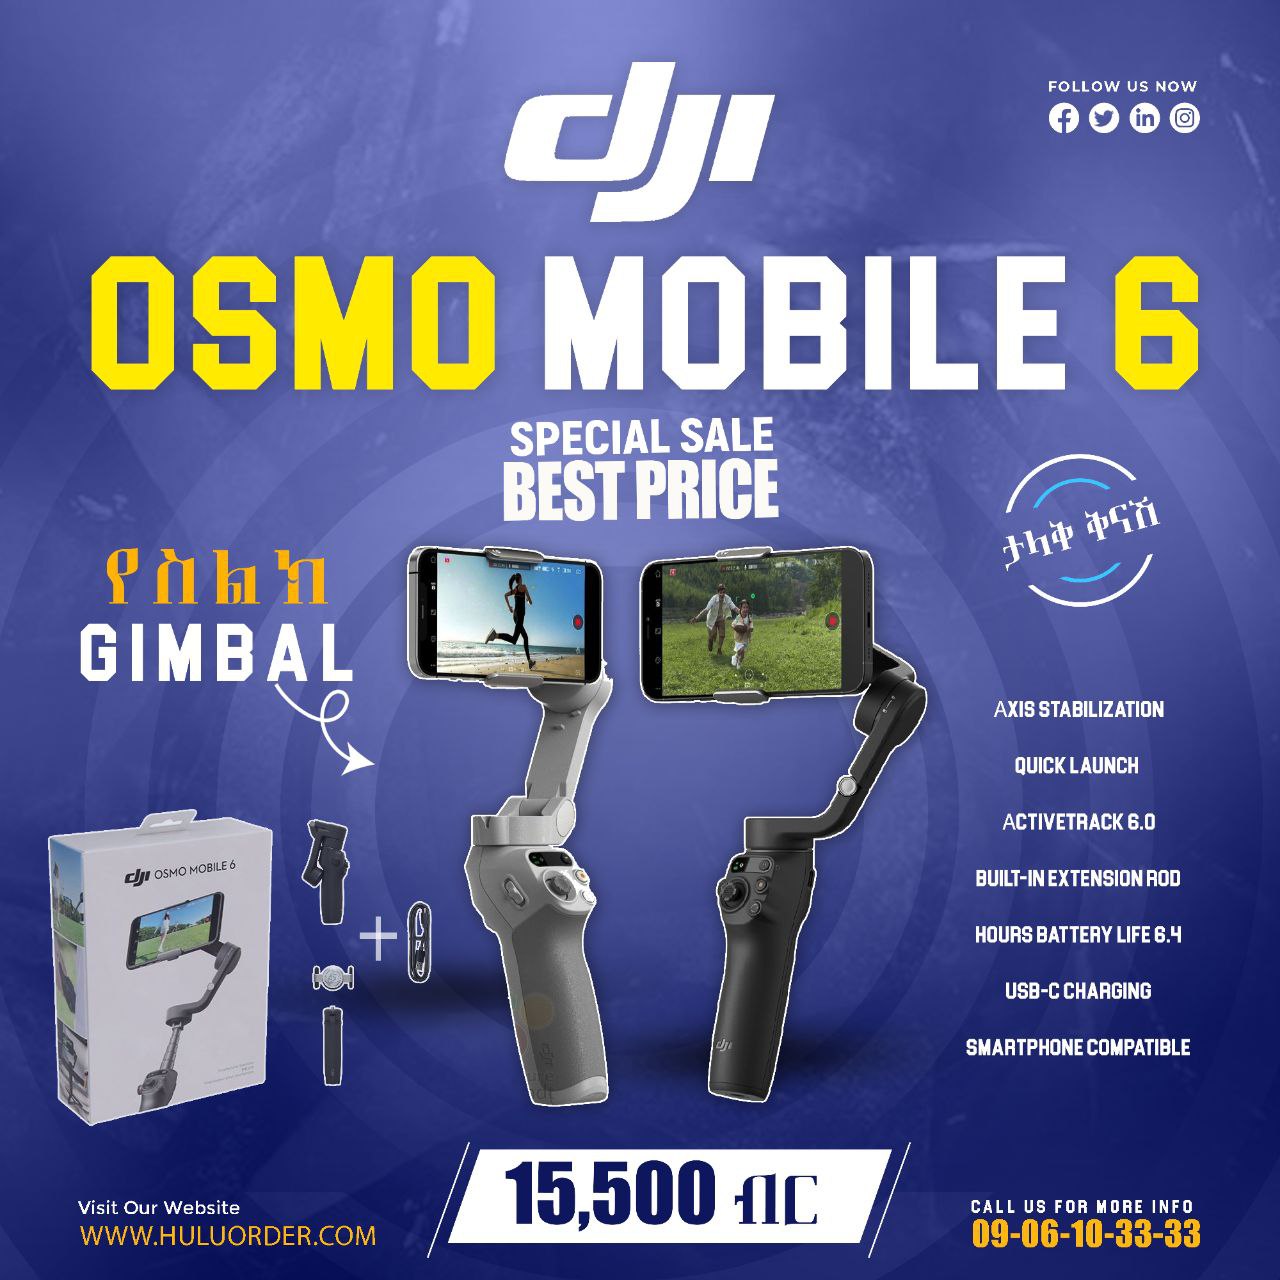 dji
FOLLOW US NOW
OSMO MOBILE 6
SPECIAL SALE
BEST PRICE
ታላቅ ቅናሽ
የስልክ
GIMBAL
AXIS STABILIZATION
QUICK LAUNCH
ACTIVETRACK 6.0
BUILT-IN EXTENSION ROD
HOURS BATTERY LIFE 6.4
USB-C CHARGING
SMARTPHONE COMPATIBLE
dji OSMO MOBILE 6
dji
15,500 ብር
Visit Our Website
WWW.HULUORDER.COM
CALL US FOR MORE INFO
09-06-10-33-33